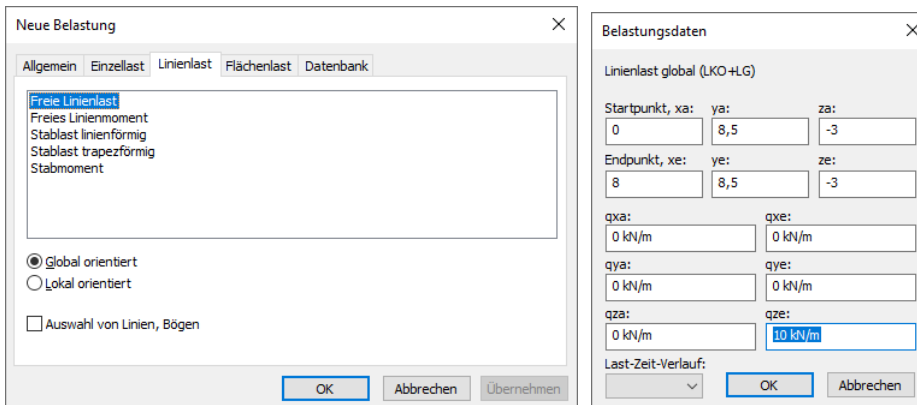 Neue Belastung
Allgemein Einzellast Linienlast Flächenlast Datenbank
Freie Linienlast
Freies Linienmoment
Stablast linienförmig
Stablast trapezförmig
Stabmoment
Global orientiert
Lokal orientiert
Auswahl von Linien, Bögen
OK Abbrechen Übernehmen
Belastungsdaten
Linienlast global (LKO+LG)
Startpunkt, xa: ya: za:
0 8,5 -3
Endpunkt, xe: ye: ze:
8 8,5 -3
qxa: qxe:
0 kN/m 0 kN/m
qya: qye:
0 kN/m 0 kN/m
qza: qze:
0 kN/m 10 kN/m
Last-Zeit-Verlauf:
OK Abbrechen